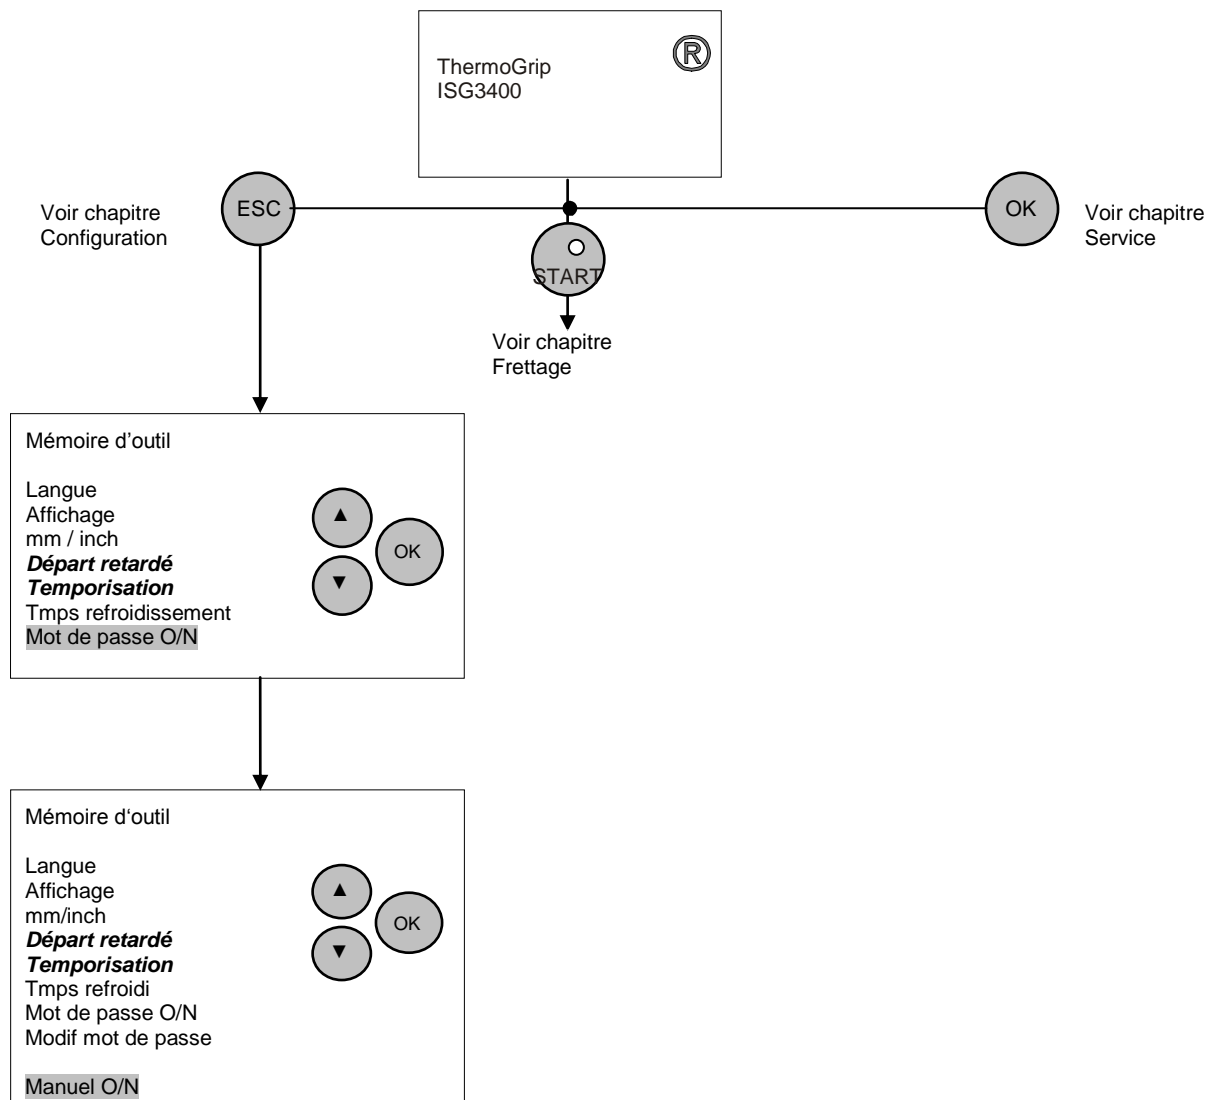 ThermoGrip
ISG3400
®
Voir chapitre
Configuration
ESC
OK
Voir chapitre
Service
START
Voir chapitre
Frettage
Mémoire d’outil
Langue
Affichage
mm / inch
Départ retardé
Temporisation
Tmps refroidissement
Mot de passe O/N
▲
OK
▼
Mémoire d‘outil
Langue
Affichage
mm/inch
Départ retardé
Temporisation
Tmps refroidi
Mot de passe O/N
Modif mot de passe
Manuel O/N
▲
OK
▼